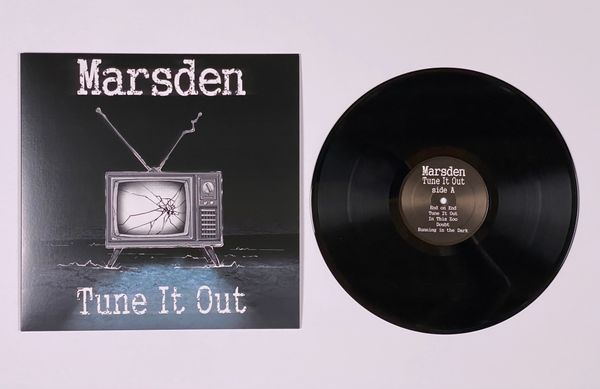 Marsden
Tune It Out
Marsden
Tune It Out
side A
End on End
Tune It Out
In This Zoo
Doubt
Running in the Dark